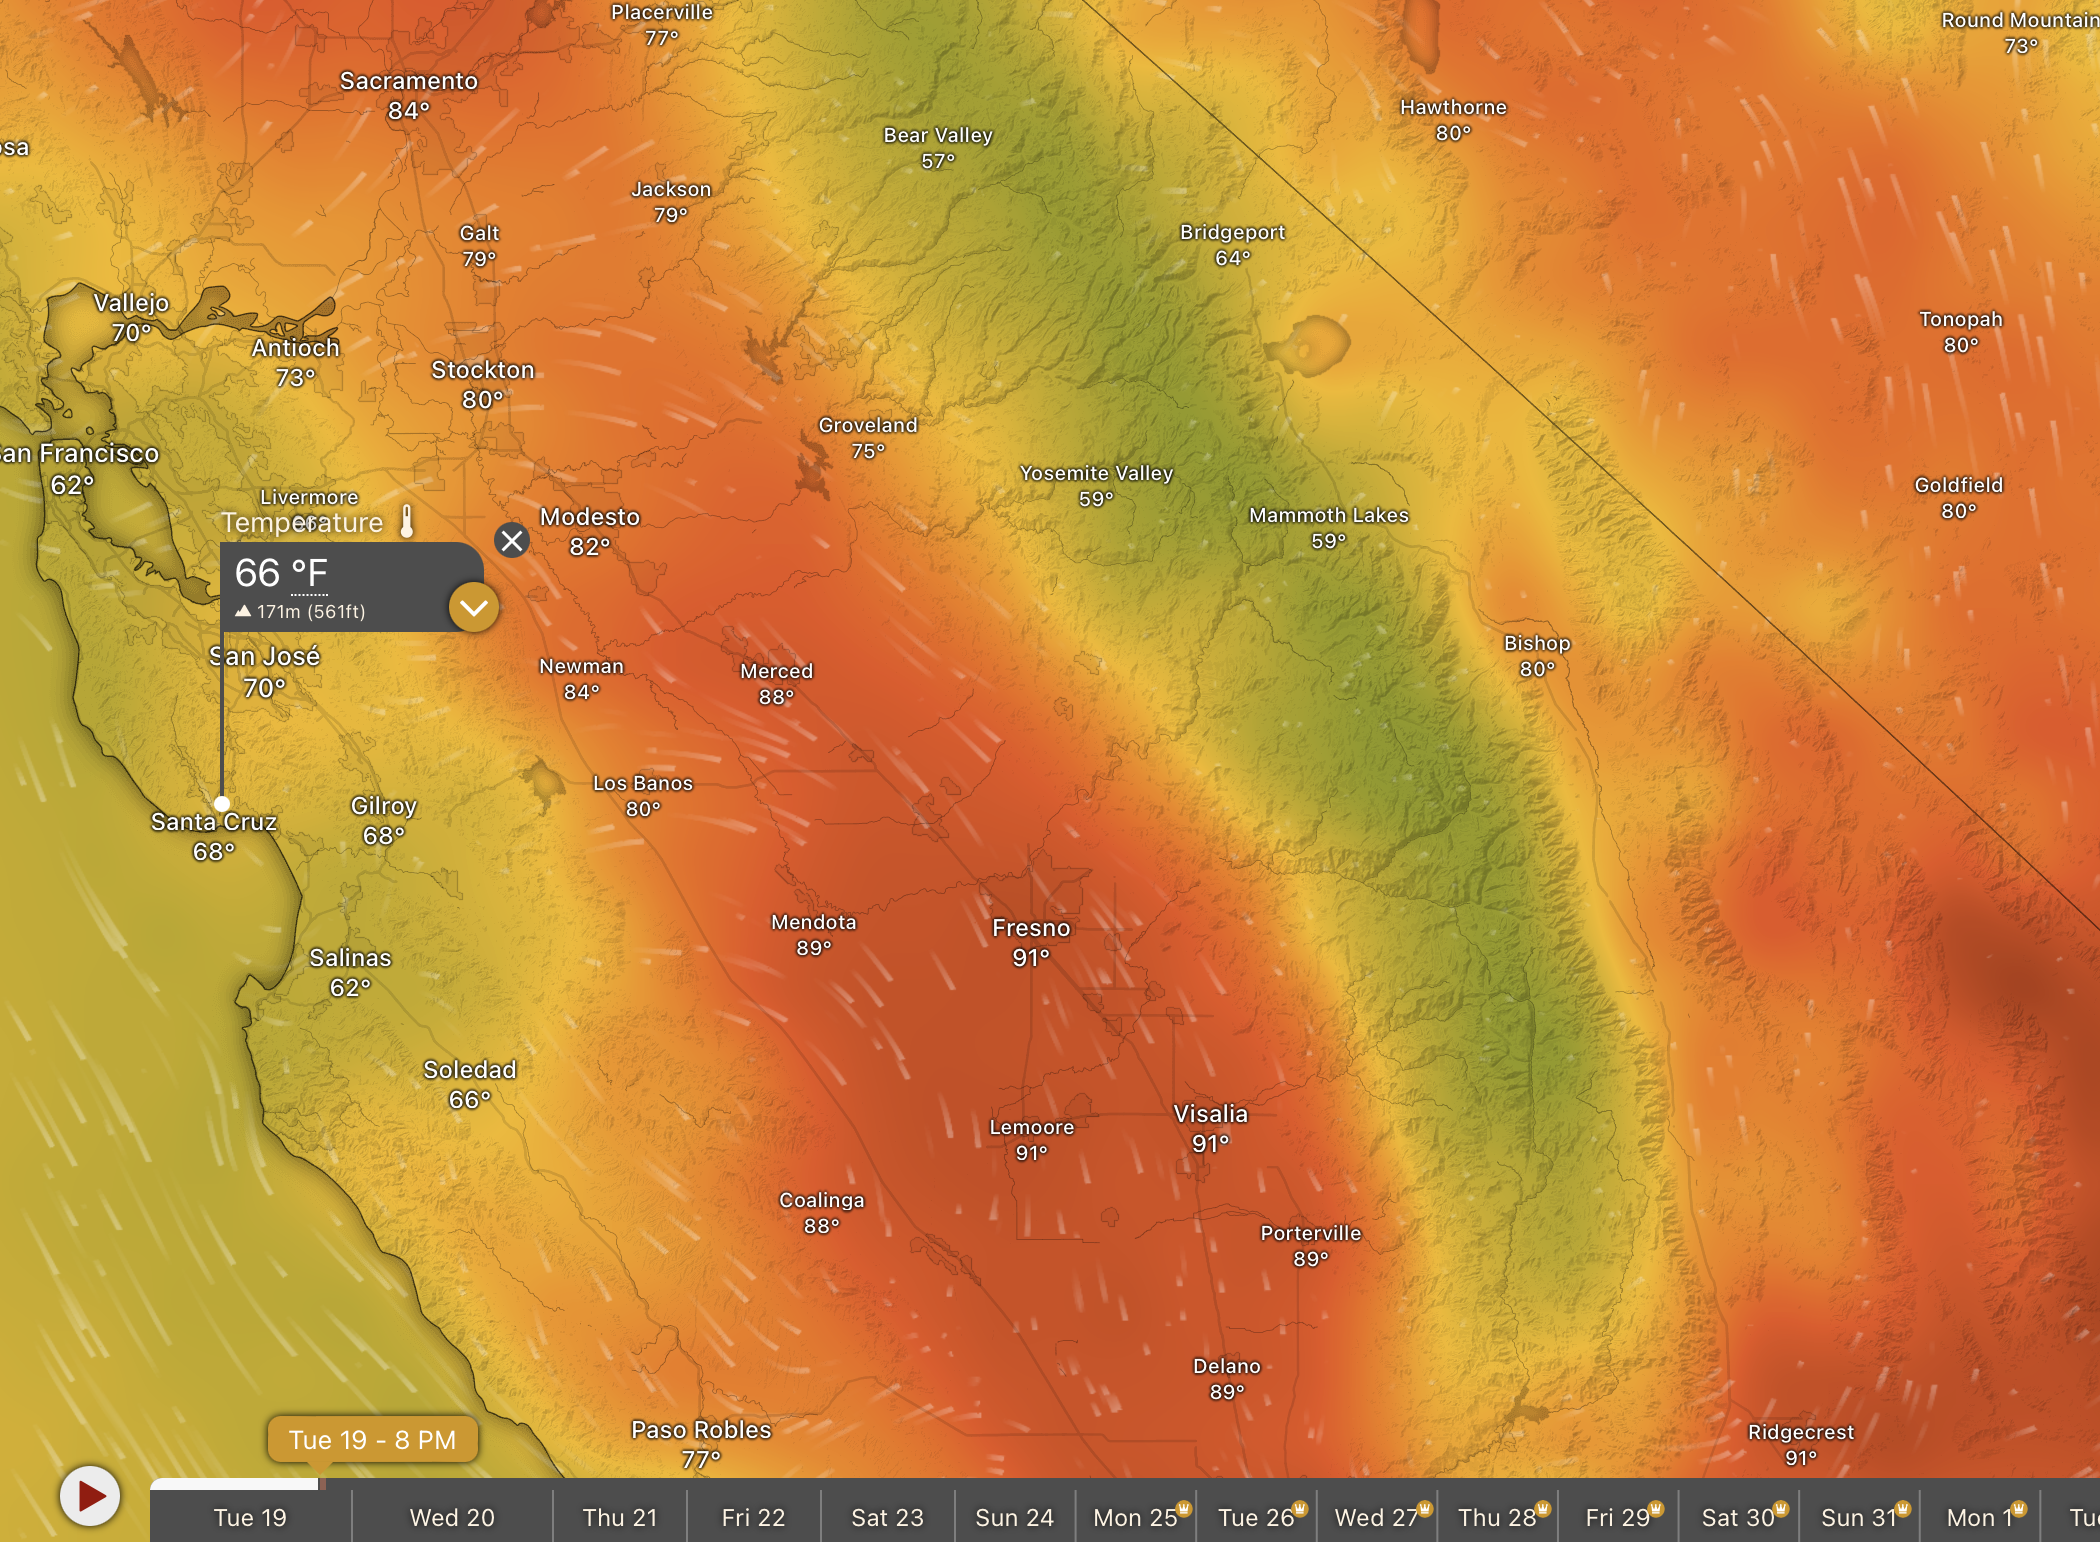 Placerville
77°
Round Mountain
73°
Sacramento
84°
Hawthorne
80°
Bear Valley
57°
osa
Jackson
79°
Galt
79°
Bridgeport
64°
Vallejo
70°
Tonopah
80°
Antioch
73°
Stockton
80°
Groveland
75°
an Francisco
62°
Yosemite Valley
59°
Goldfield
80°
Livermore
66°
Temperature
Modesto
82°
Mammoth Lakes
59°
66 °F
171m (561ft)
San José
70°
Newman
84°
Merced
88°
Bishop
80°
Los Banos
80°
Santa Cruz
68°
Gilroy
68°
Mendota
89°
Fresno
91°
Salinas
62°
Soledad
66°
Lemoore
91°
Visalia
91°
Coalinga
88°
Porterville
89°
Delano
89°
Paso Robles
77°
Ridgecrest
91°
Tue 19 - 8 PM
Tue 19 Wed 20 Thu 21 Fri 22 Sat 23 Sun 24 Mon 25 Tue 26 Wed 27 Thu 28 Fri 29 Sat 30 Sun 31 Mon 1 Tue